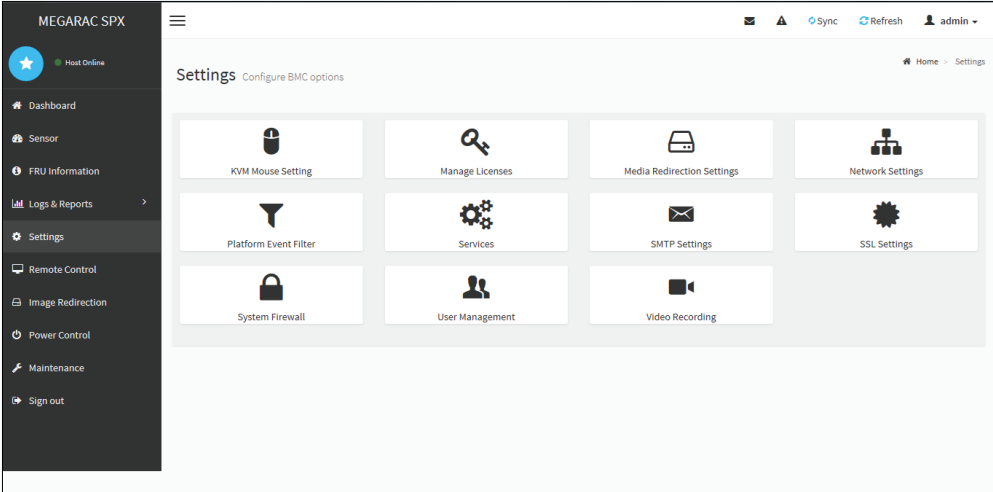 MEGARAC SPX
Sync Refresh admin
Host Online
Settings Configure BMC options
Home > Settings
Dashboard
Sensor
FRU Information
Logs & Reports >
Settings
Remote Control
Image Redirection
Power Control
Maintenance
Sign out
KVM Mouse Setting
Manage Licenses
Media Redirection Settings
Network Settings
Platform Event Filter
Services
SMTP Settings
SSL Settings
System Firewall
User Management
Video Recording